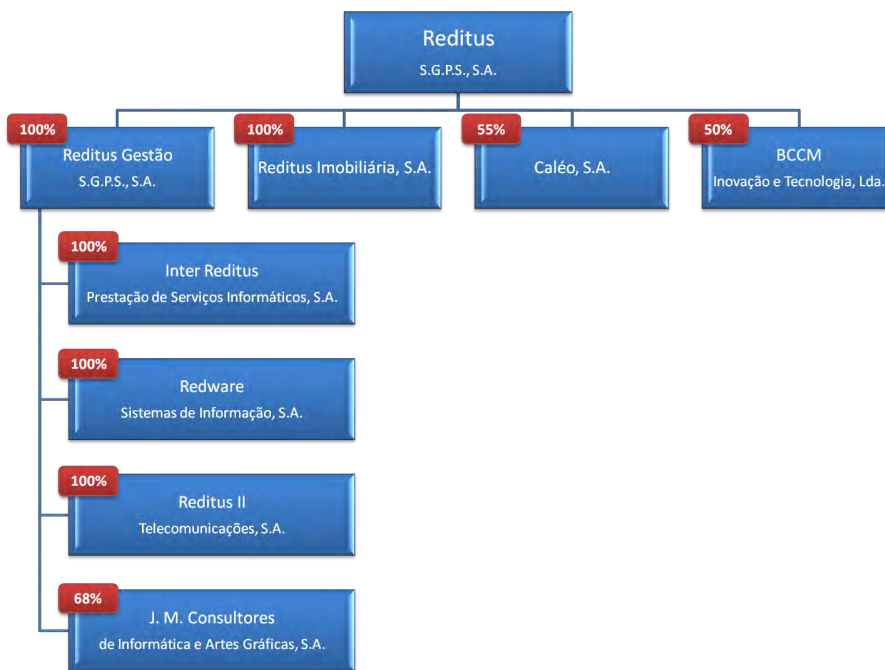 Reditus
S.G.P.S., S.A.
100%
Reditus Gestão
S.G.P.S., S.A.
100%
Reditus Imobiliária, S.A.
55%
Caléo, S.A.
50%
BCCM
Inovação e Tecnologia, Lda.
100%
Inter Reditus
Prestação de Serviços Informáticos, S.A.
100%
Redware
Sistemas de Informação, S.A.
100%
Reditus II
Telecomunicações, S.A.
68%
J. M. Consultores
de Informática e Artes Gráficas, S.A.